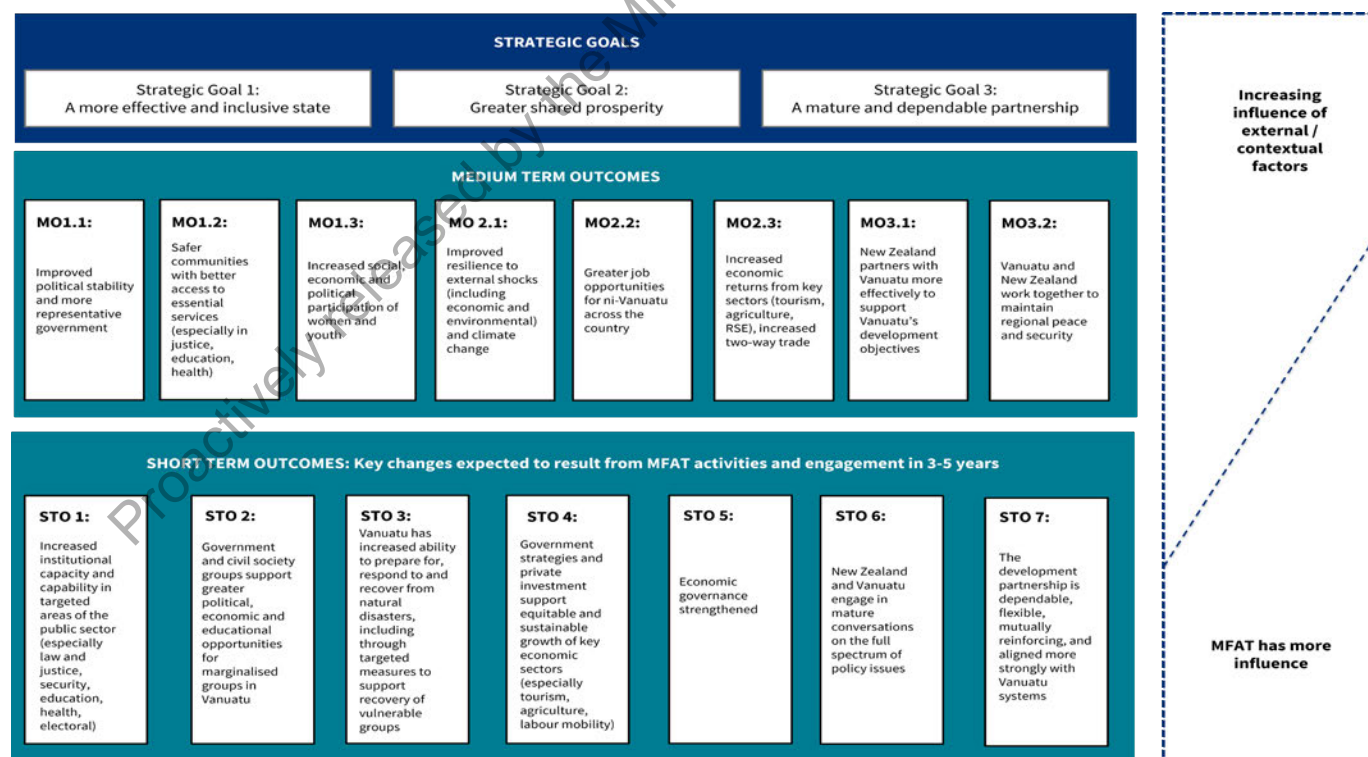 STRATEGIC GOALS
Strategic Goal 1:
A more effective and inclusive state
Strategic Goal 2:
Greater shared prosperity
Strategic Goal 3:
A mature and dependable partnership
MEDIUM TERM OUTCOMES
MO1.1:
Improved
political stability
and more
representative
government
MO1.2:
Safer
communities
with better
access to
essential
services
(especially in
justice,
education,
health)
MO1.3:
Increased social,
economic and
political
participation of
women and
youth
MO 2.1:
Improved
resilience to
external shocks
(including
economic and
environmental)
and climate
change
MO2.2:
Greater job
opportunities
for ni-Vanuatu
across the
country
MO2.3:
Increased
economic
returns from key
sectors (tourism,
agriculture,
RSE), increased
two-way trade
MO3.1:
New Zealand
partners with
Vanuatu more
effectively to
support
Vanuatu's
development
objectives
MO3.2:
Vanuatu and
New Zealand
work together to
maintain
regional peace
and security
SHORT TERM OUTCOMES: Key changes expected to result from MFAT activities and engagement in 3-5 years
STO 1:
Increased
institutional
capacity and
capability in
targeted
areas of the
public sector
(especially
law and
justice,
security,
education,
health,
electoral)
STO 2:
Government
and civil society
groups support
greater
political,
economic and
educational
opportunities
for
marginalised
groups in
Vanuatu
STO 3:
Vanuatu has
increased ability
to prepare for,
respond to and
recover from
natural
disasters,
including
through
targeted
measures to
support
recovery of
vulnerable
groups
STO 4:
Government
strategies and
private
investment
support
equitable and
sustainable
growth of key
economic
sectors
(especially
tourism,
agriculture,
labour mobility)
STO 5:
Economic
governance
strengthened
STO 6:
New Zealand
and Vanuatu
engage in
mature
conversations
on the full
spectrum of
policy issues
STO 7:
The
development
partnership is
dependable,
flexible,
mutually
reinforcing, and
aligned more
strongly with
Vanuatu
systems
Increasing
influence of
external /
contextual
factors
MFAT has more
influence
Proactively released by the